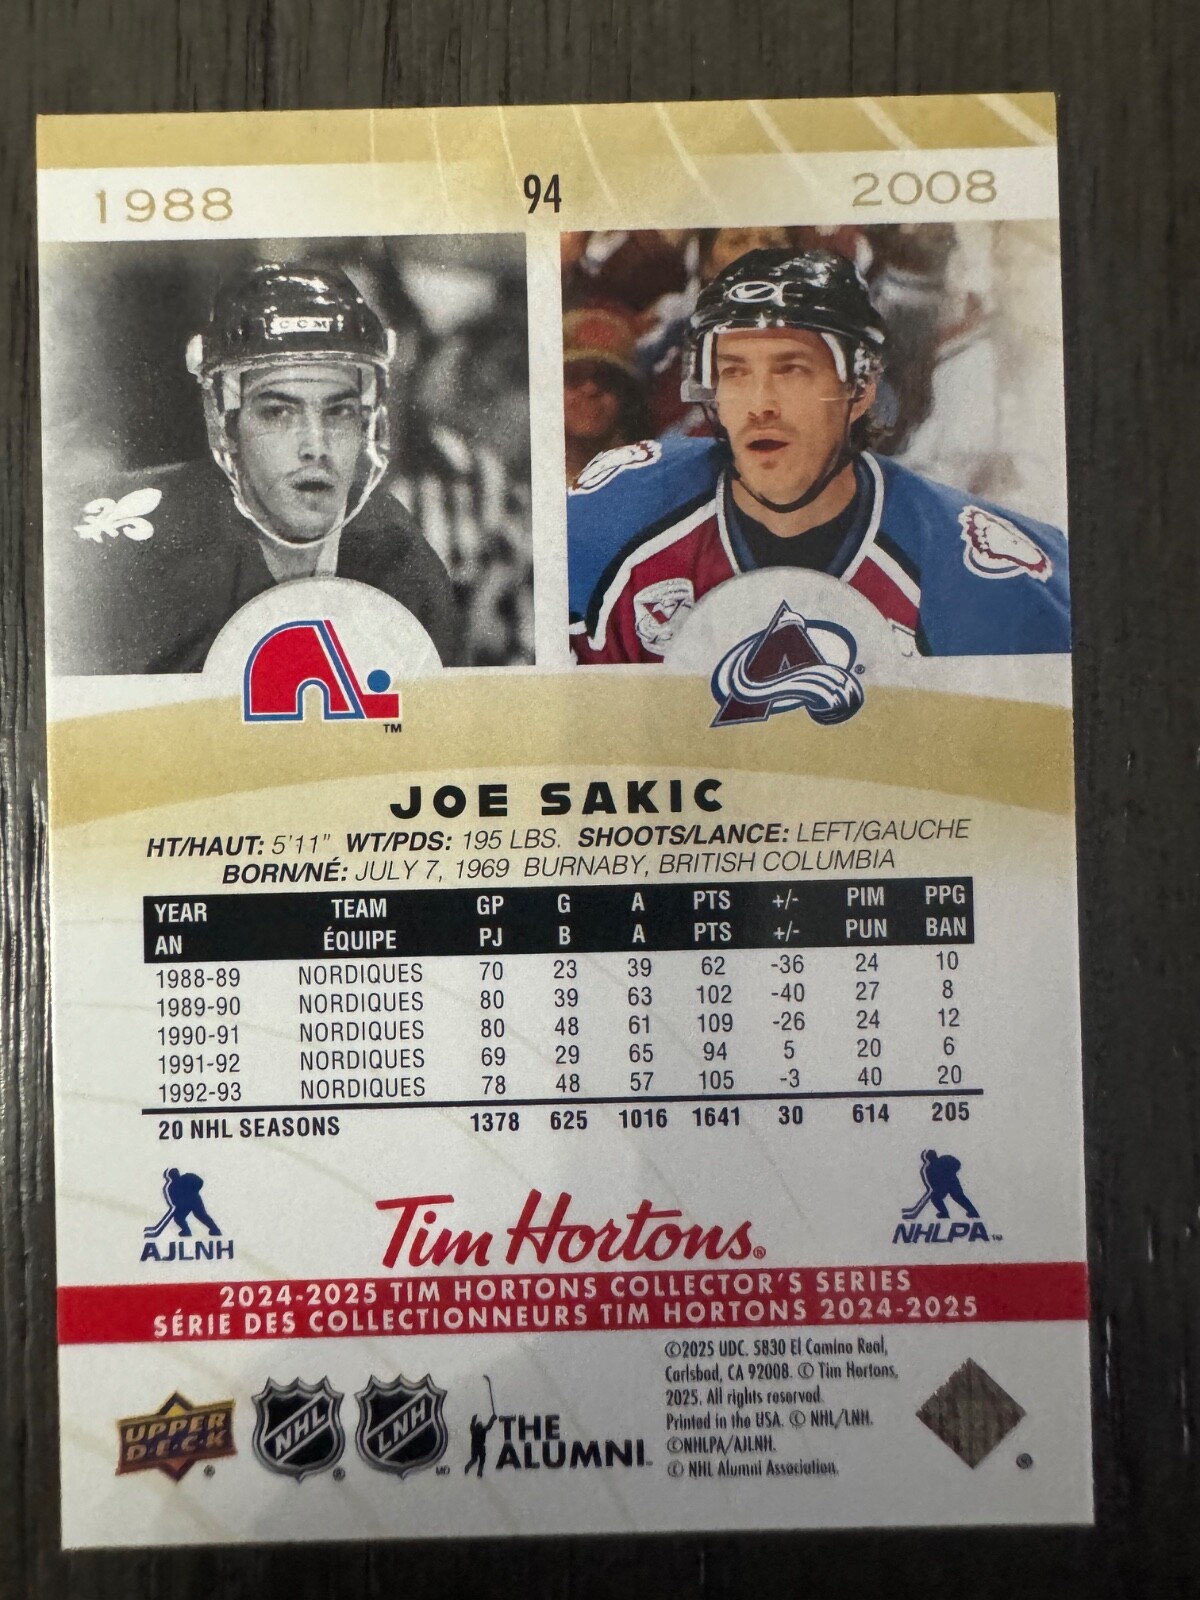 1988 94 2008
CCM
TM
®
JOE SAKIC
HT/HAUT: 5'11" WT/PDS: 195 LBS. SHOOTS/LANCE: LEFT/GAUCHE
BORN/NÉ: JULY 7, 1969 BURNABY, BRITISH COLUMBIA
YEAR TEAM GP G A PTS +/- PIM PPG
AN ÉQUIPE PJ B A PTS +/- PUN BAN
1988-89 NORDIQUES 70 23 39 62 -36 24 10
1989-90 NORDIQUES 80 39 63 102 -40 27 8
1990-91 NORDIQUES 80 48 61 109 -26 24 12
1991-92 NORDIQUES 69 29 65 94 5 20 6
1992-93 NORDIQUES 78 48 57 105 -3 40 20
20 NHL SEASONS 1378 625 1016 1641 30 614 205
AJLNH
Tim Hortons®
NHLPA™
2024-2025 TIM HORTONS COLLECTOR'S SERIES
SÉRIE DES COLLECTIONNEURS TIM HORTONS 2024-2025
UPPER DECK ®
NHL ®
LNH MD
THE ALUMNI™
©2025 UDC. 5830 El Camino Real,
Carlsbad, CA 92008. © Tim Hortons,
2025. All rights reserved.
Printed in the USA. © NHL/LNH.
©NHLPA/AJLNH.
© NHL Alumni Association.
®